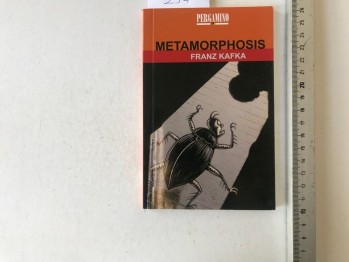 PERGAMINO
METAMORPHOSIS
FRANZ KAFKA